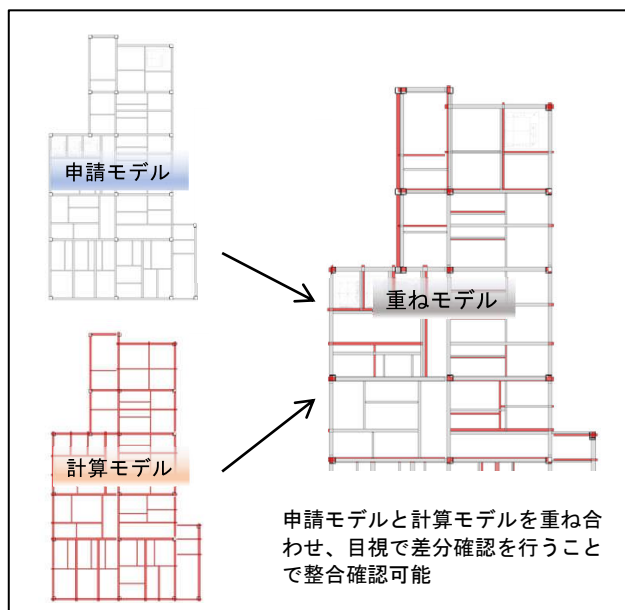 申請モデル
重ねモデル
計算モデル
申請モデルと計算モデルを重ね合
わせ、目視で差分確認を行うこと
で整合確認可能